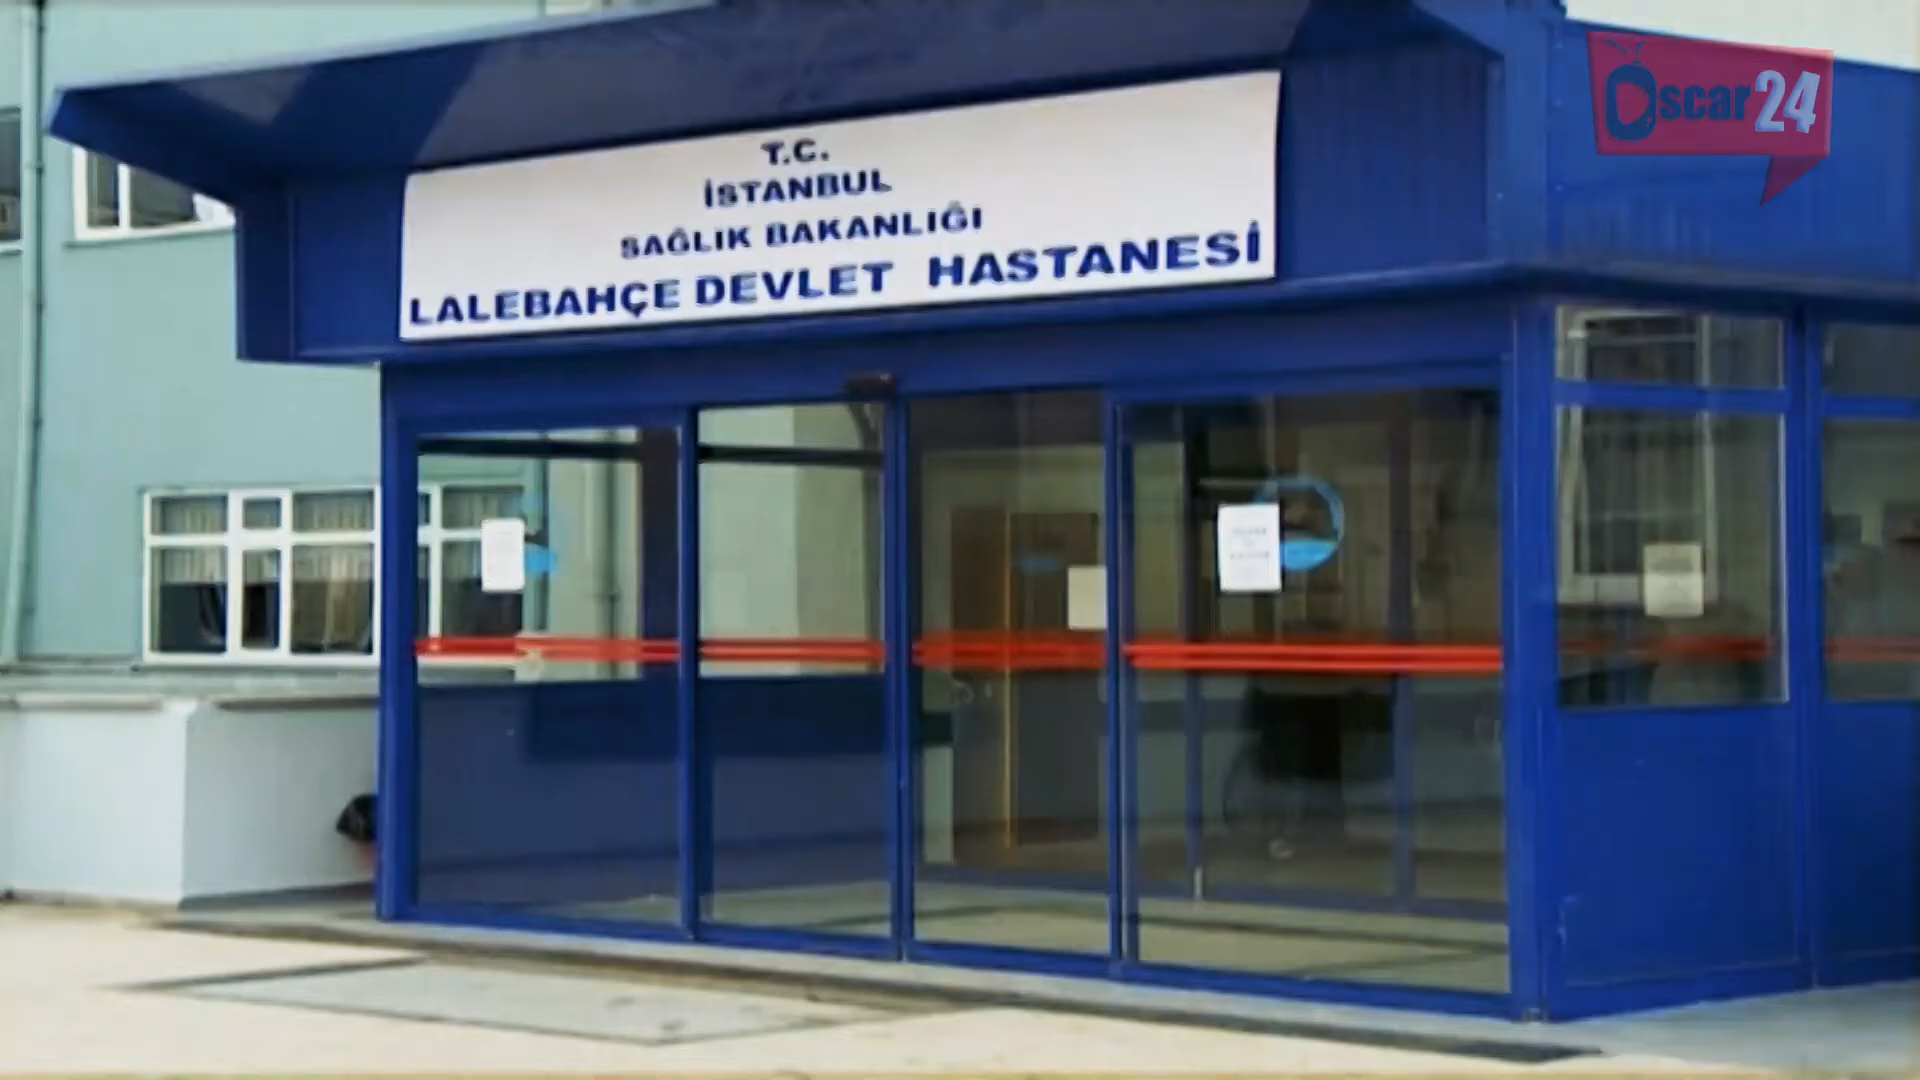 T.C.
İSTANBUL
SAĞLIK BAKANLIĞI
LALEBAHÇE DEVLET HASTANESİ
Oscar24